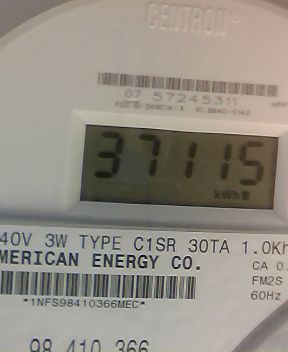 CENTRON®
07 57245311
37115
kWh
40V 3W TYPE C1SR 30TA 1.0Kh
MERICAN ENERGY CO.
CA 0.
FM2S
*1NFS98410366MEC*
60Hz
98 410 366